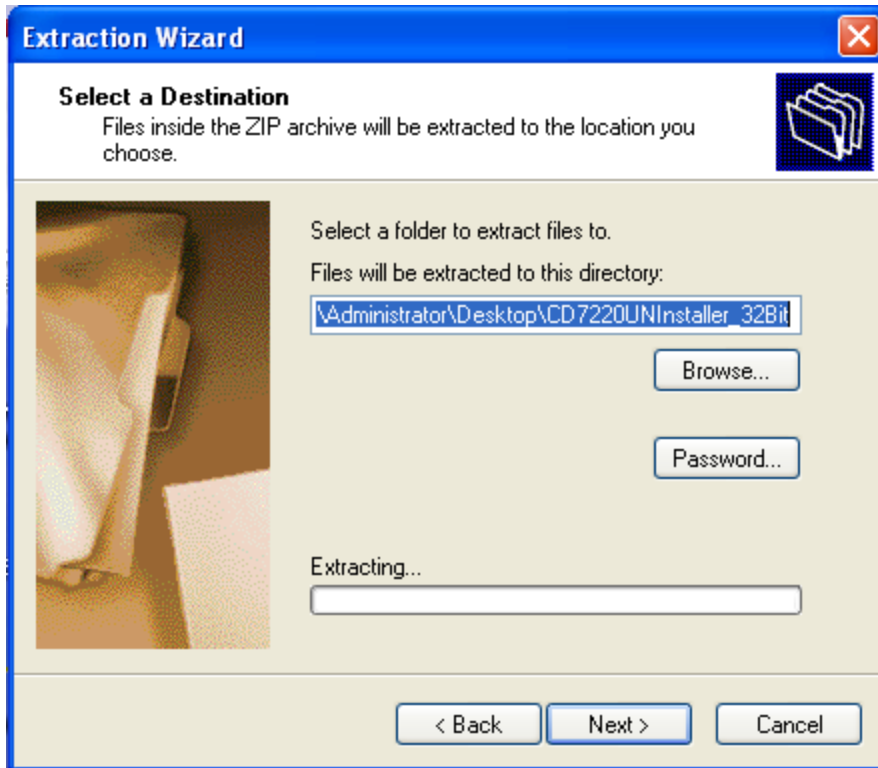 Extraction Wizard
Select a Destination
Files inside the ZIP archive will be extracted to the location you
choose.
Select a folder to extract files to.
Files will be extracted to this directory:
\Administrator\Desktop\CD7220UNInstaller_32Bit
Browse...
Password...
Extracting...
< Back
Next >
Cancel